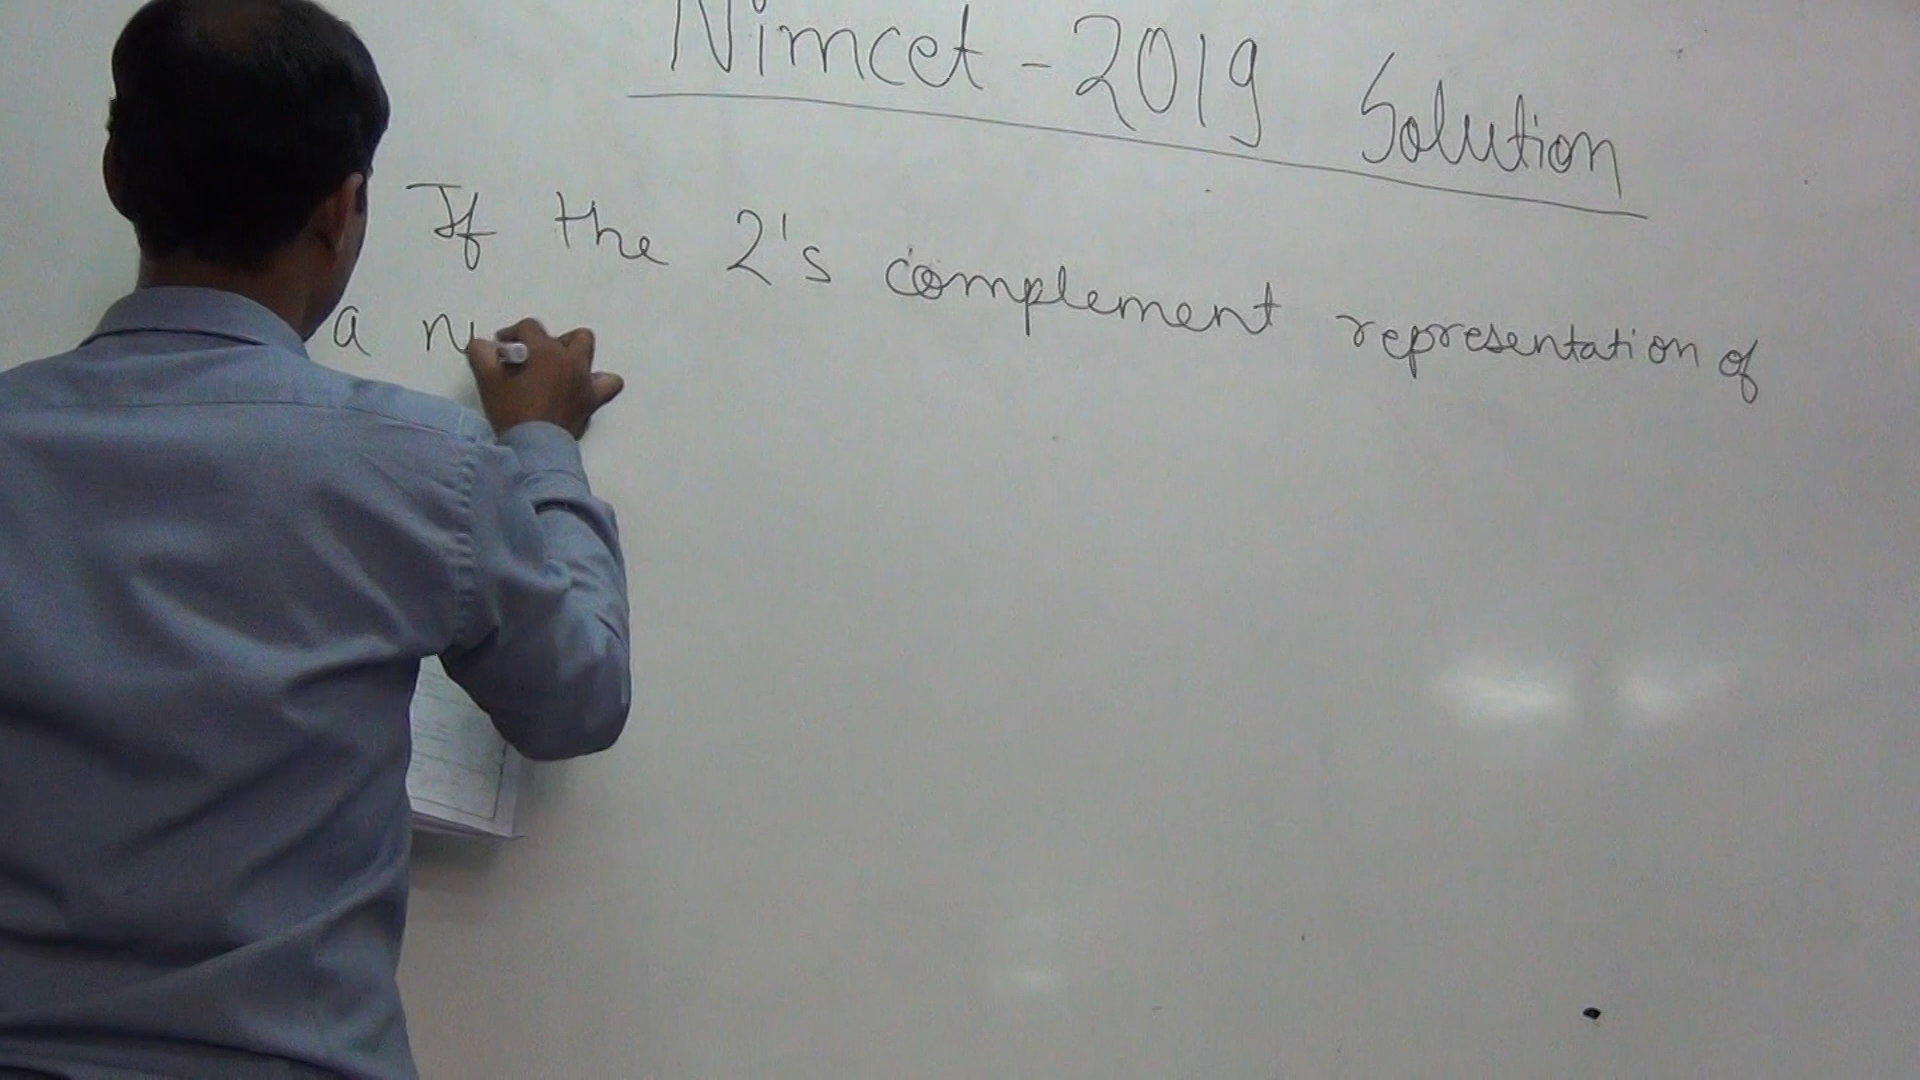 Nimcet - 2019 Solution
If the 2's complement representation of
a